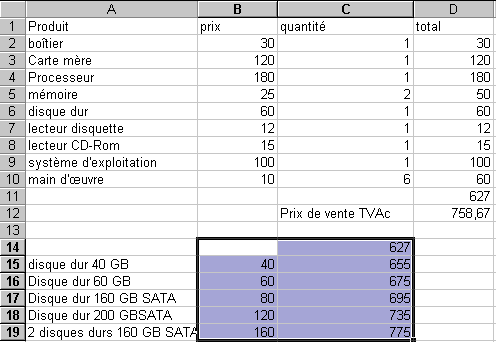 A B C D
1 Produit prix quantité total
2 boîtier 30 1 30
3 Carte mère 120 1 120
4 Processeur 180 1 180
5 mémoire 25 2 50
6 disque dur 60 1 60
7 lecteur disquette 12 1 12
8 lecteur CD-Rom 15 1 15
9 système d'exploitation 100 1 100
10 main d'œuvre 10 6 60
11 627
12 Prix de vente TVAc 758,67
13
14 627
15 disque dur 40 GB 40 655
16 Disque dur 60 GB 60 675
17 Disque dur 160 GB SATA 80 695
18 Disque dur 200 GBSATA 120 735
19 2 disques durs 160 GB SATA 160 775